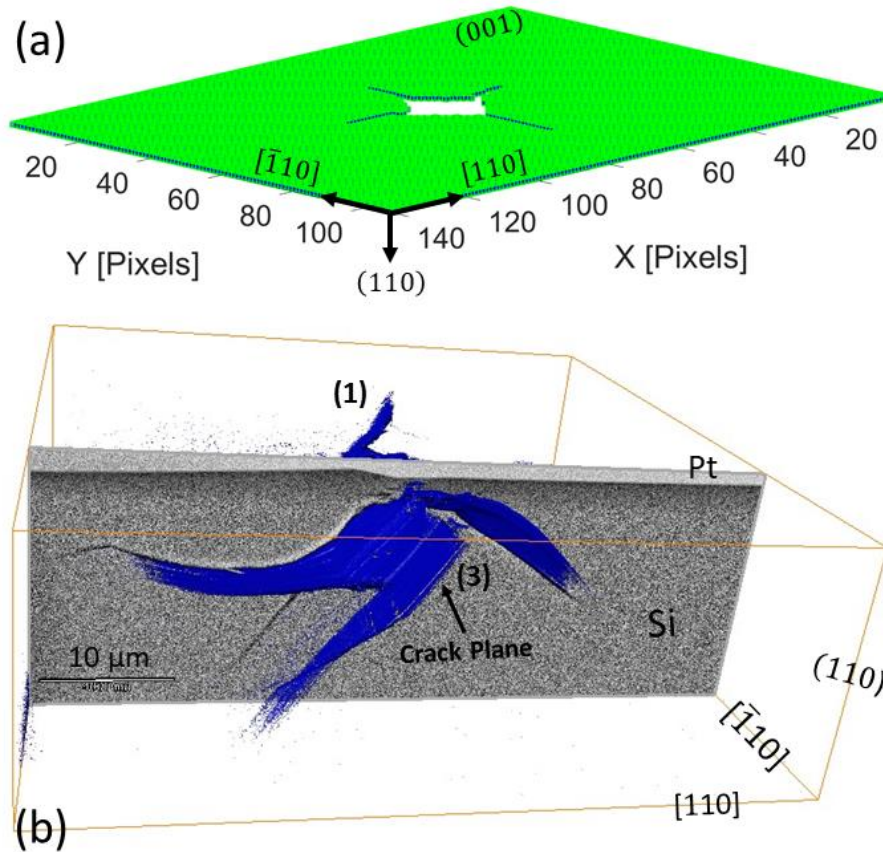 (a)
(001)
[1̄10]
[110]
20
40
60
80
100
140
120
100
80
60
40
20
Y [Pixels]
X [Pixels]
(110)
(1)
Pt
(3)
Crack Plane
Si
10 μm
(110)
[1̄10]
[110]
(b)